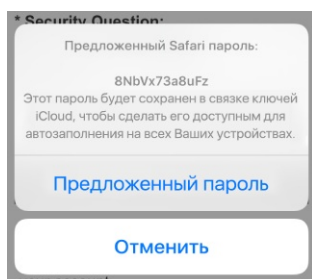 * Security Question:
Предложенный Safari пароль:
8NbVx73a8uFz
Этот пароль будет сохранен в связке ключей
iCloud, чтобы сделать его доступным для
автозаполнения на всех Ваших устройствах.
Предложенный пароль
Отменить